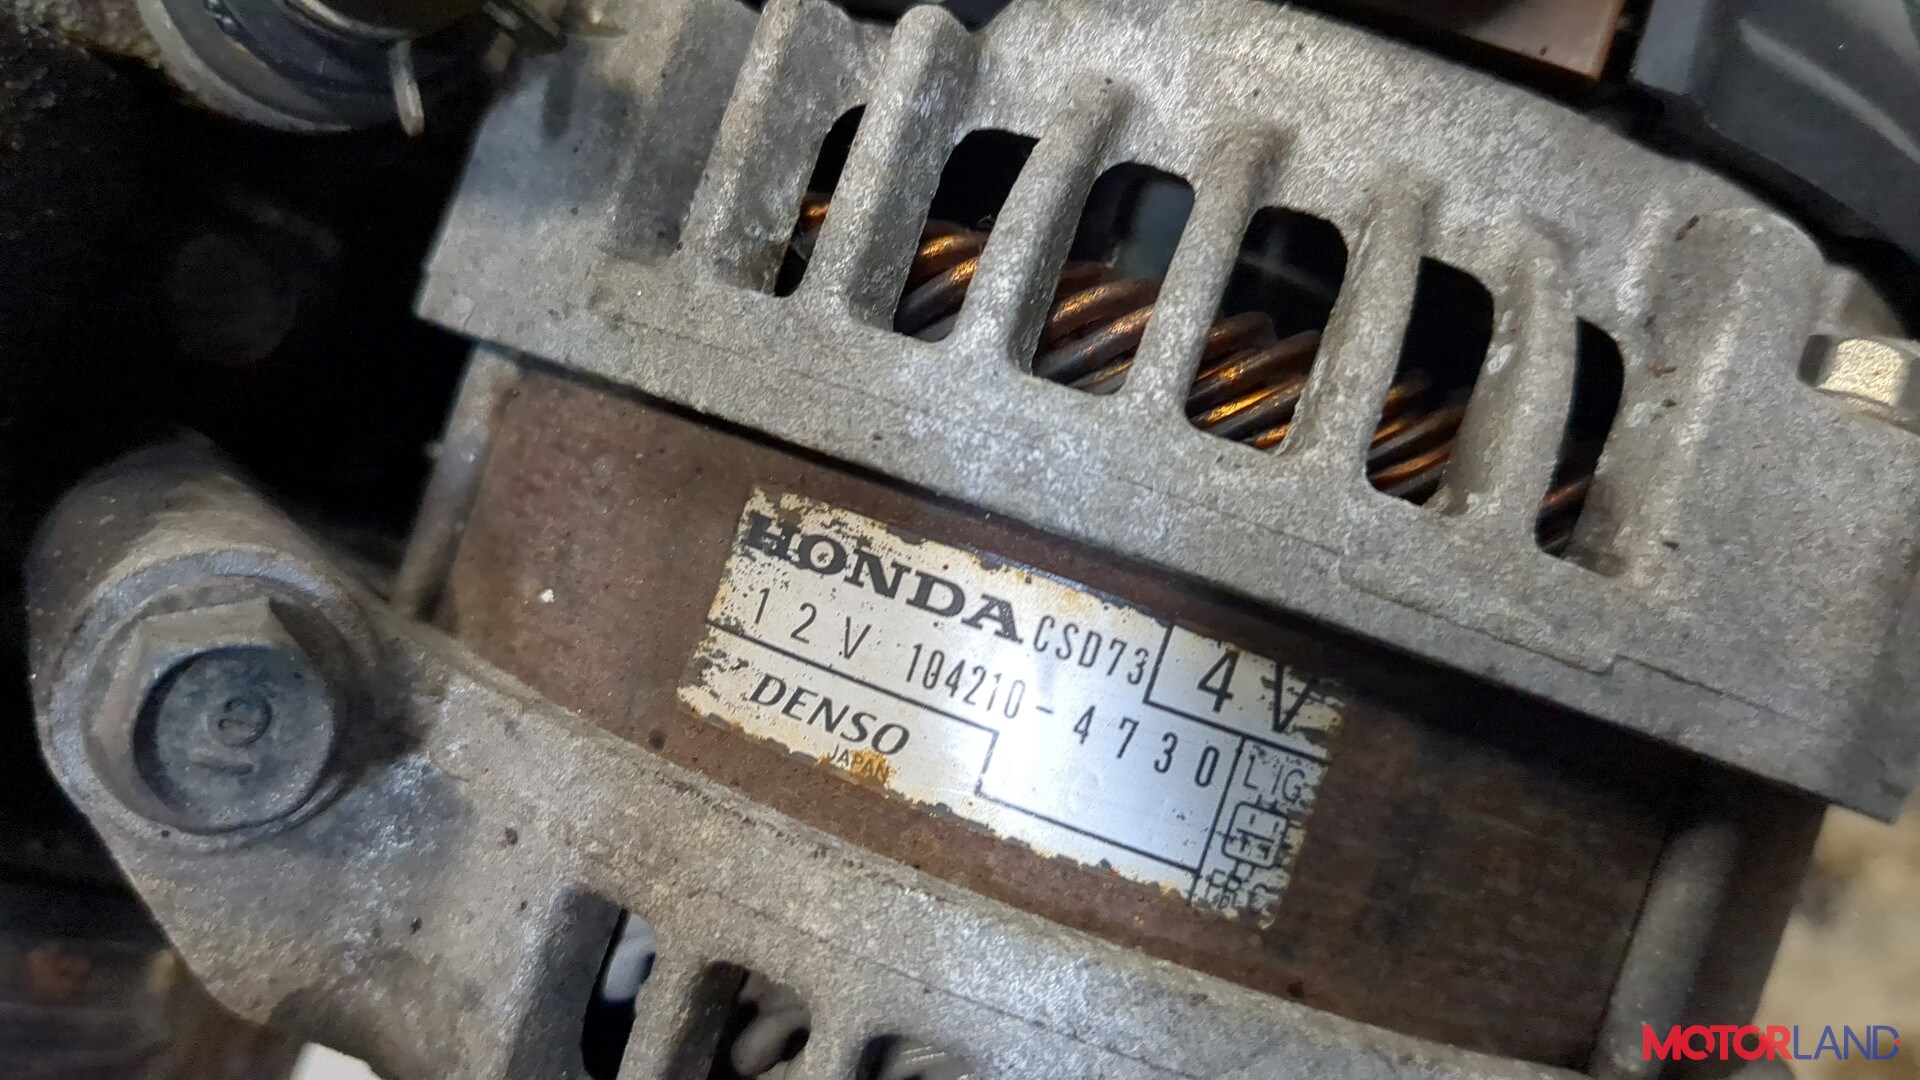 HONDA CSD73 4V
12V 104210-4730
DENSO
JAPAN
L IG
C
MOTORLAND